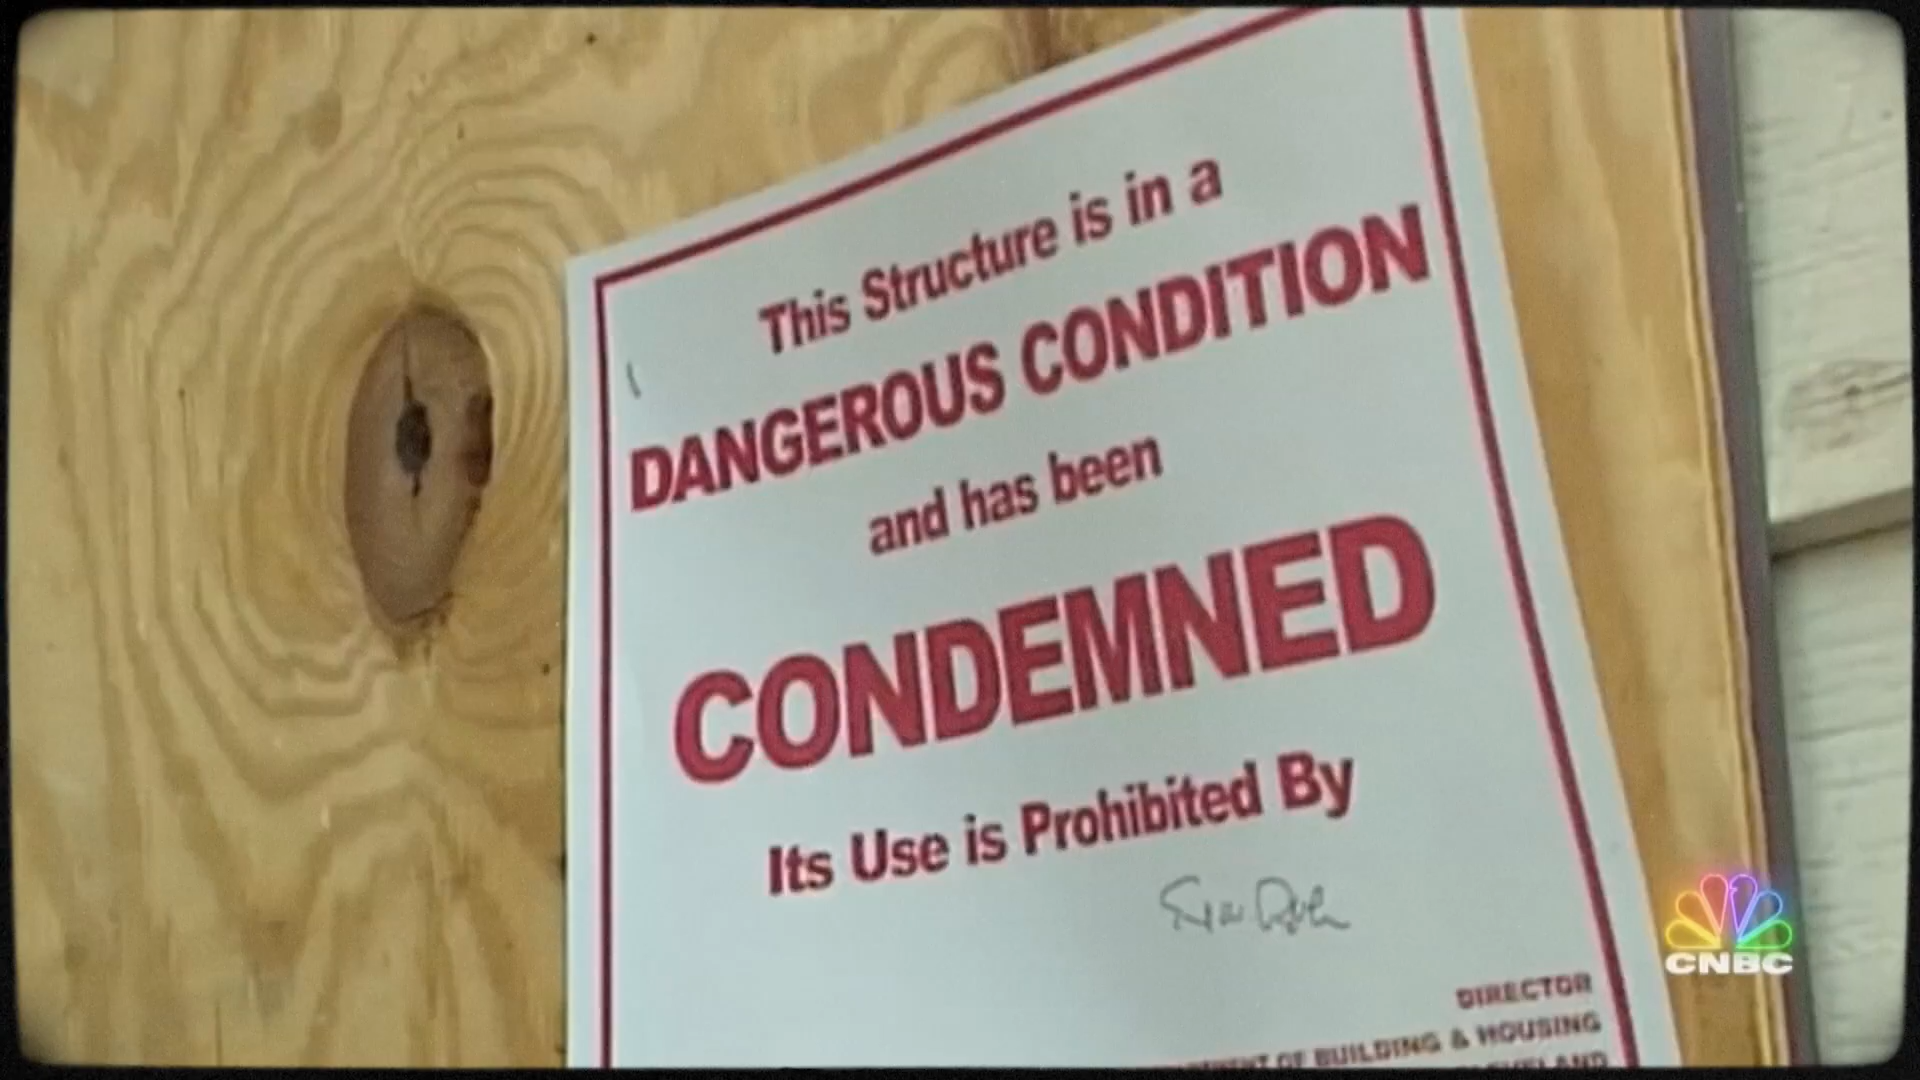 This Structure is in a
DANGEROUS CONDITION
and has been
CONDEMNED
Its Use is Prohibited By
DIRECTOR
OF BUILDING & HOUSING
CNBC